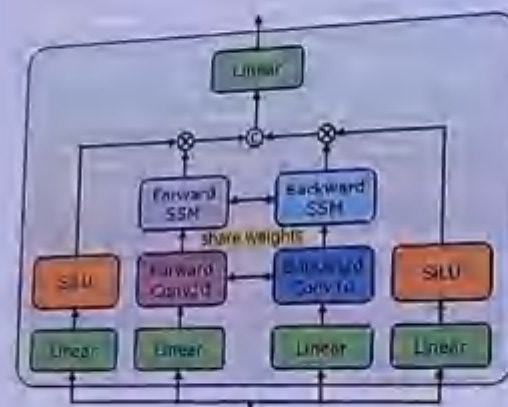 Linear
C
Forward
SSM
Backward
SSM
share weights
SiLU
Forward
Conv1d
Backward
Conv1d
SiLU
Linear
Linear
Linear
Linear